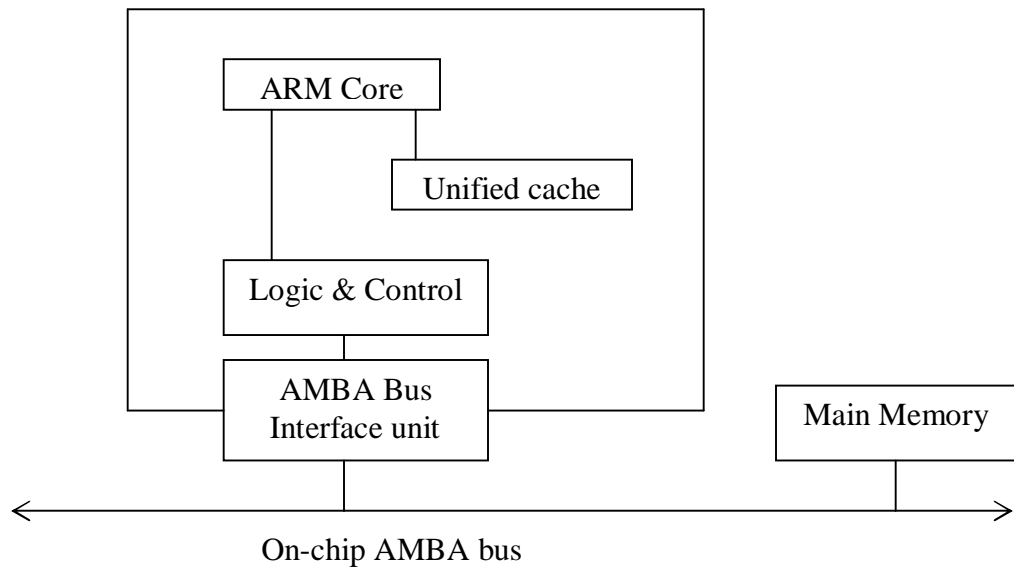 ARM Core
Unified cache
Logic & Control
AMBA Bus
Interface unit
Main Memory
On-chip AMBA bus